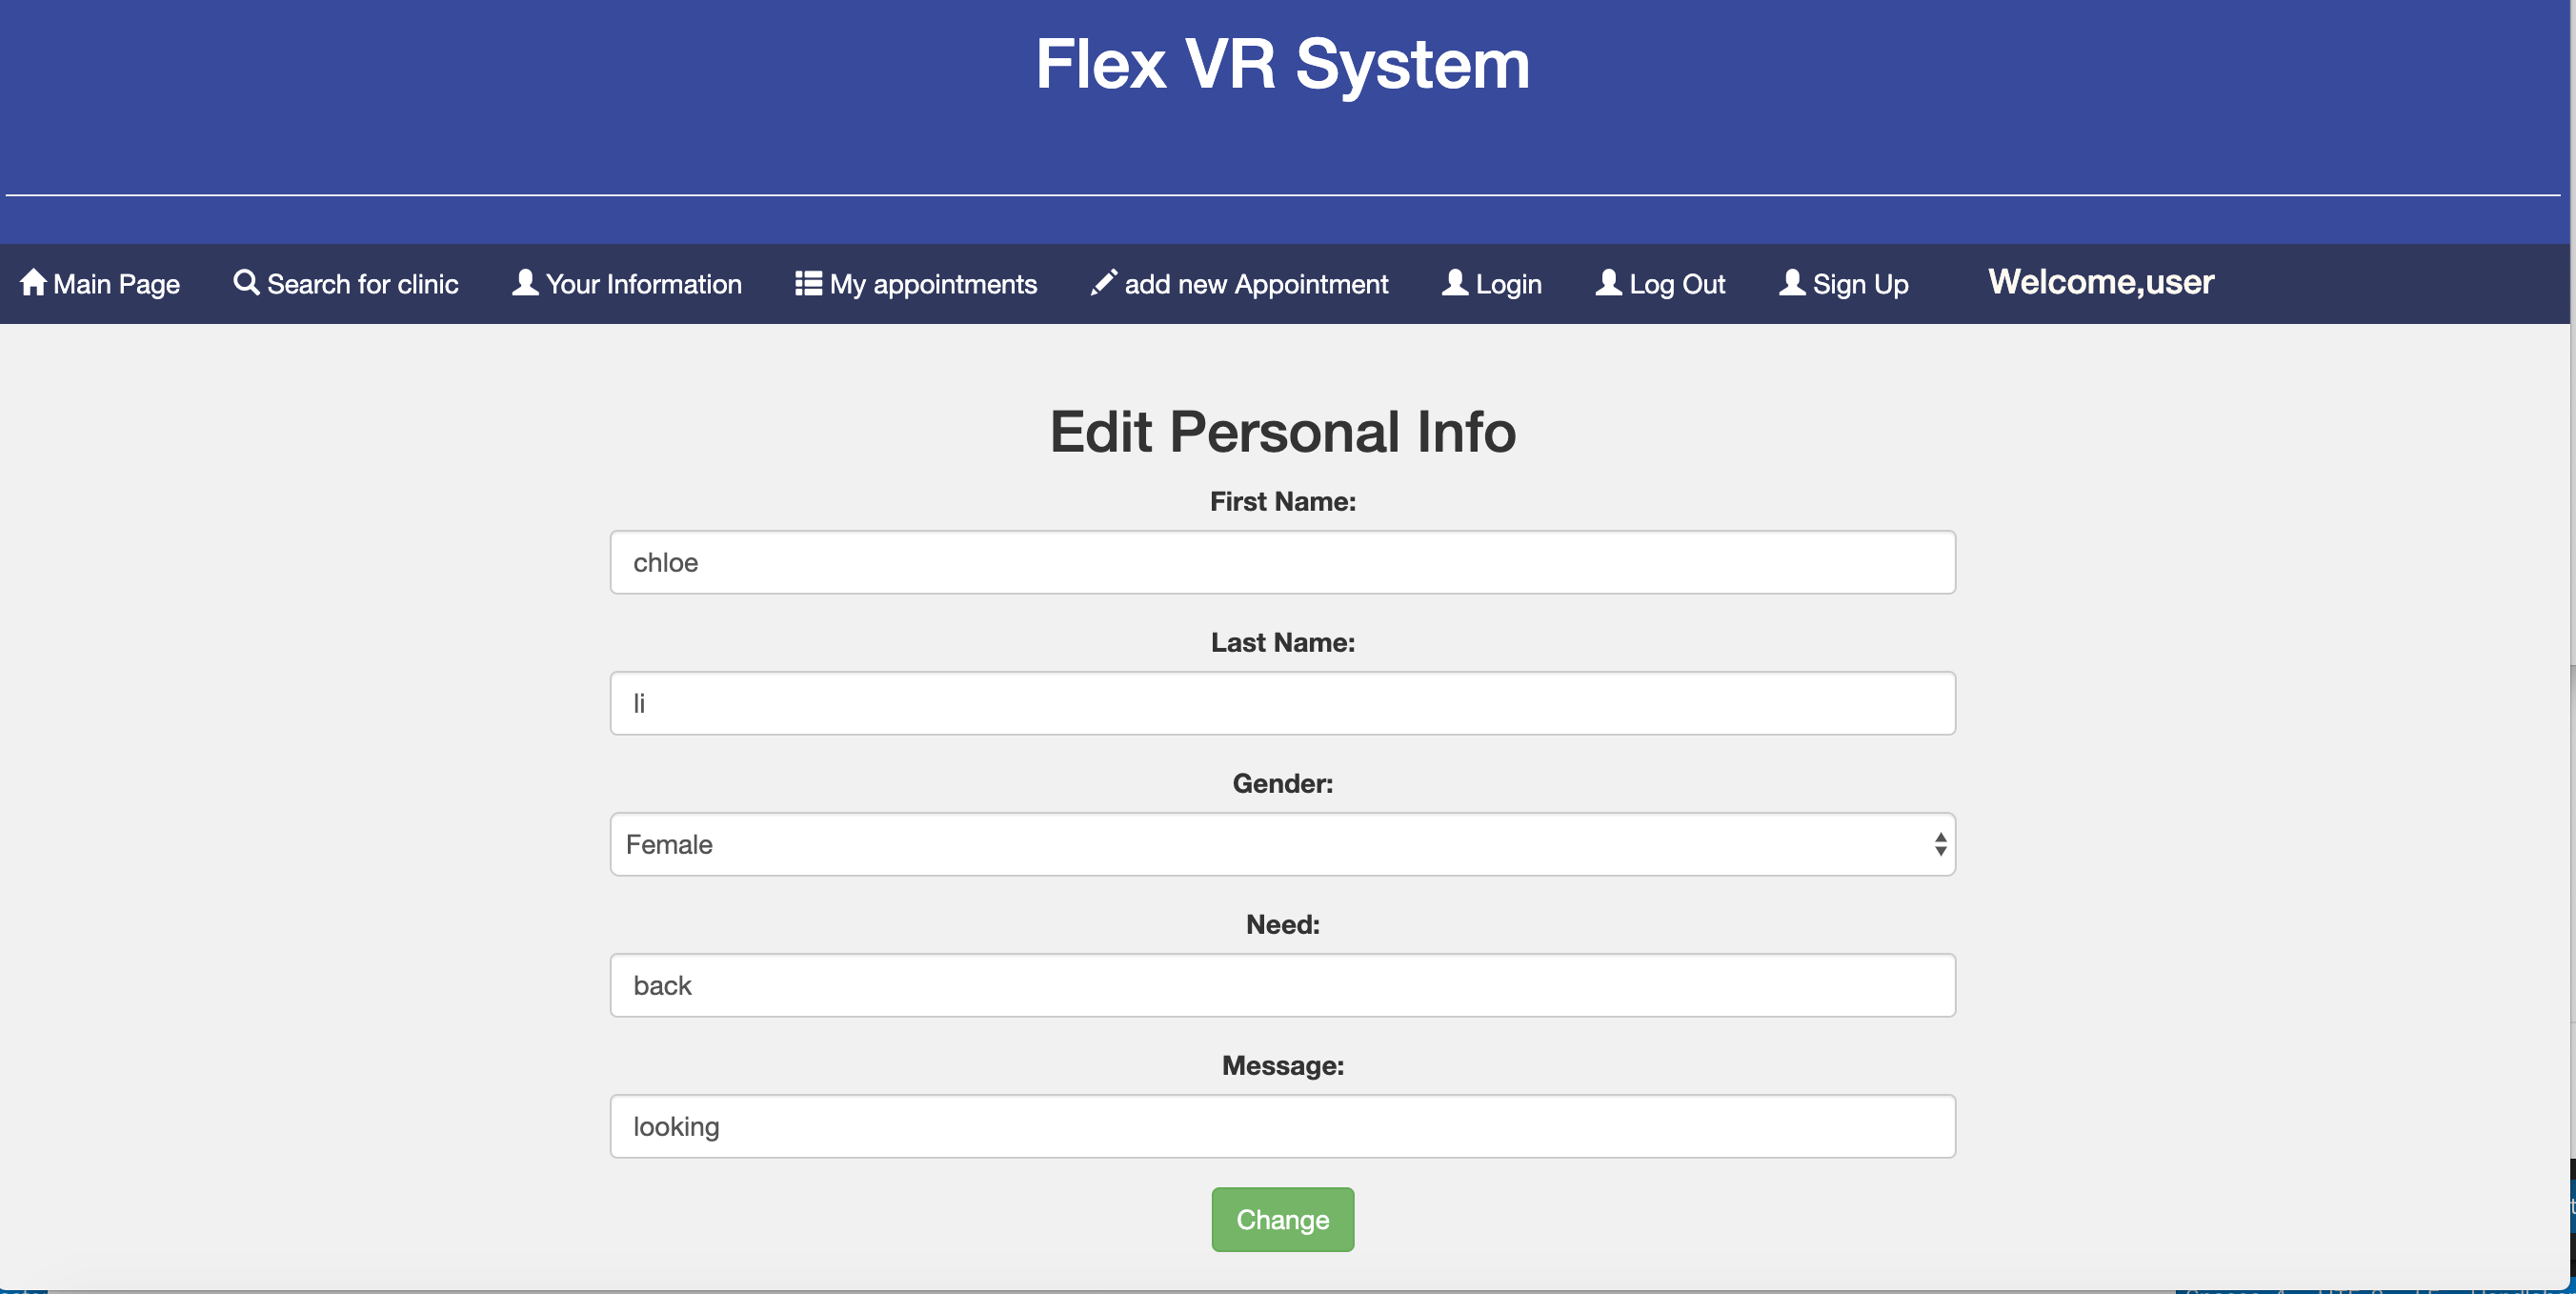 Flex VR System
Main Page Search for clinic Your Information My appointments add new Appointment Login Log Out Sign Up Welcome,user
Edit Personal Info
First Name:
chloe
Last Name:
li
Gender:
Female
Need:
back
Message:
looking
Change